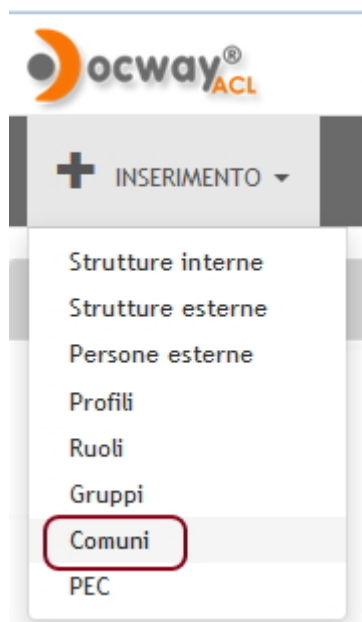 Docway®
ACL
INSERIMENTO
Strutture interne
Strutture esterne
Persone esterne
Profili
Ruoli
Gruppi
Comuni
PEC